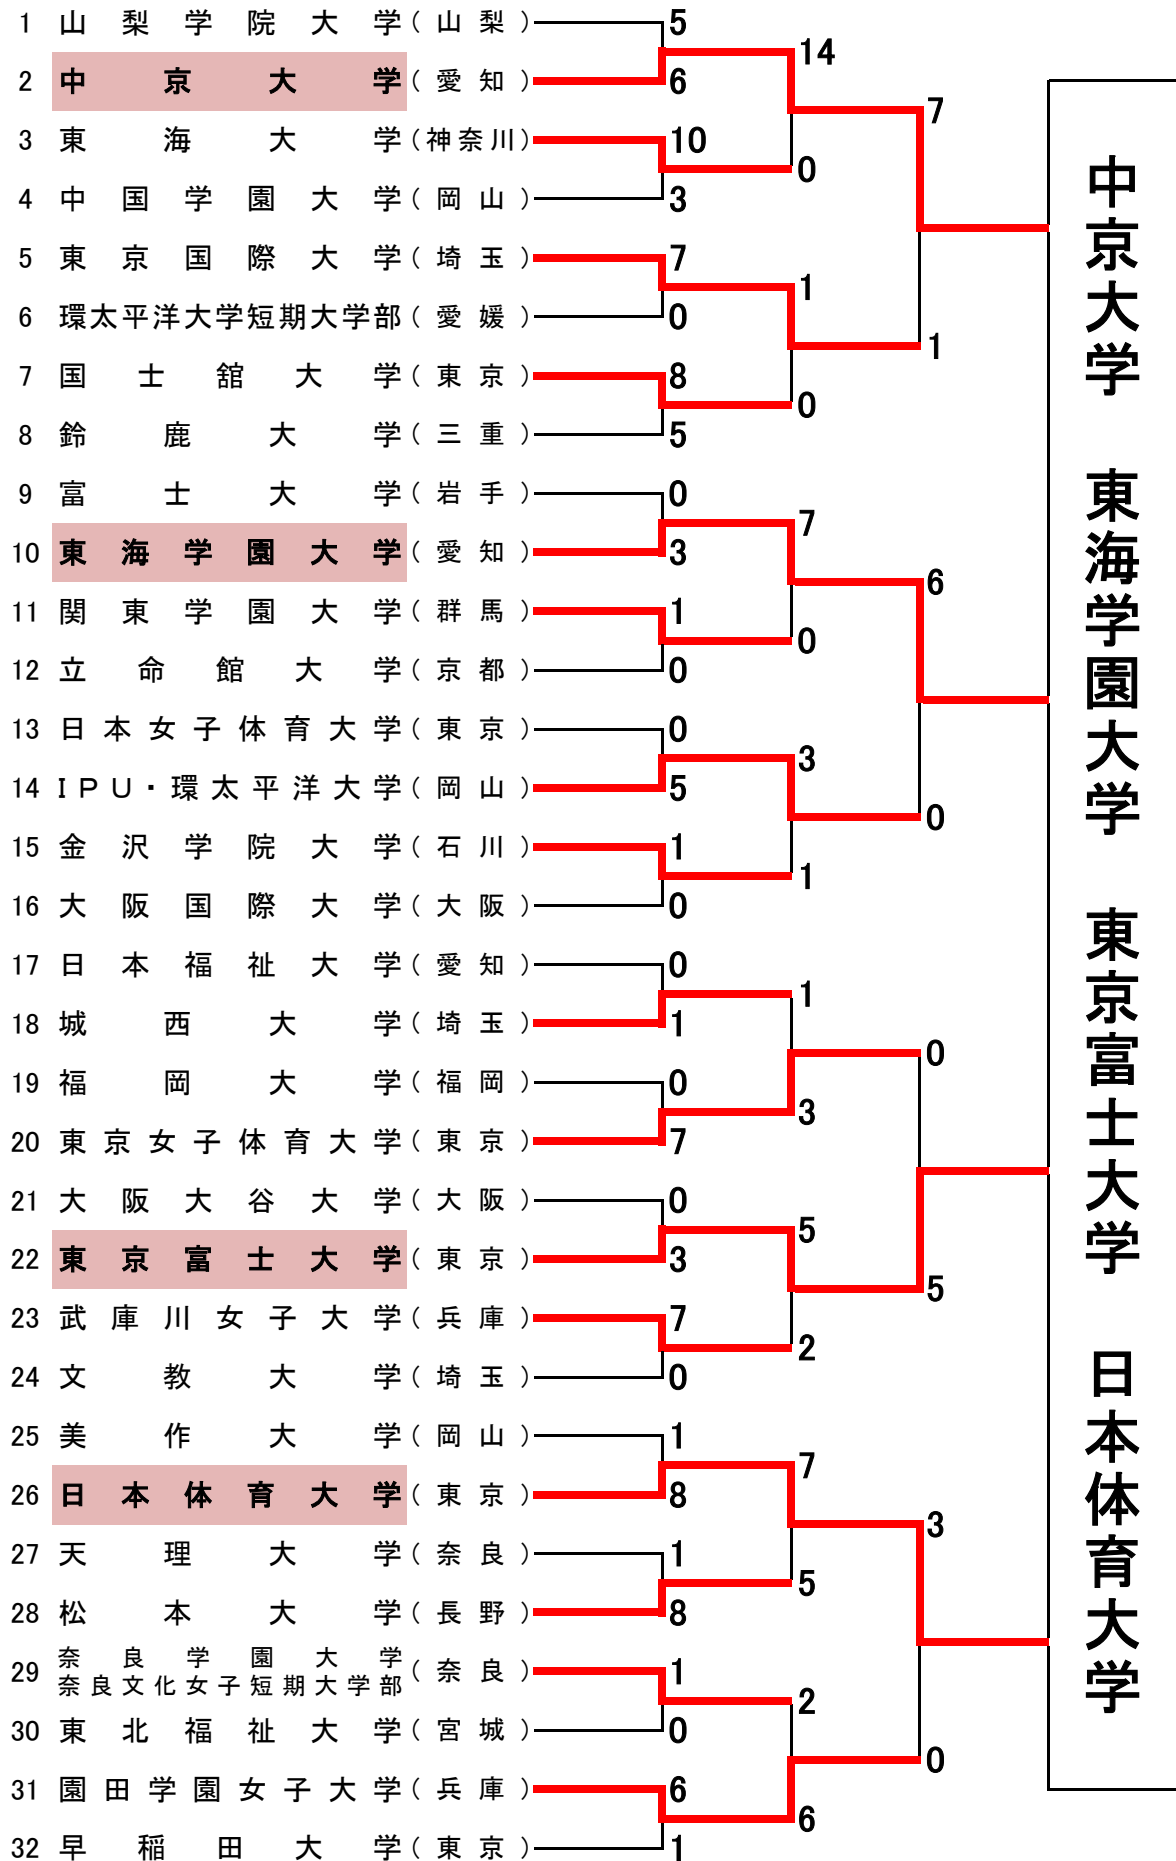 1 山梨学院大学(山梨) 5
14
2 中京大学(愛知) 6
7
3 東海大学(神奈川) 10
0
4 中国学園大学(岡山) 3
5 東京国際大学(埼玉) 7
1
6 環太平洋大学短期大学部(愛媛) 0
1
7 国士舘大学(東京) 8
0
8 鈴鹿大学(三重) 5
9 富士大学(岩手) 0
7
10 東海学園大学(愛知) 3
6
11 関東学園大学(群馬) 1
0
12 立命館大学(京都) 0
13 日本女子体育大学(東京) 0
3
14 IPU・環太平洋大学(岡山) 5
0
15 金沢学院大学(石川) 1
1
16 大阪国際大学(大阪) 0
17 日本福祉大学(愛知) 0
1
18 城西大学(埼玉) 1
0
19 福岡大学(福岡) 0
3
20 東京女子体育大学(東京) 7
21 大阪大谷大学(大阪) 0
5
22 東京富士大学(東京) 3
5
23 武庫川女子大学(兵庫) 7
2
24 文教大学(埼玉) 0
25 美作大学(岡山) 1
7
26 日本体育大学(東京) 8
3
27 天理大学(奈良) 1
5
28 松本大学(長野) 8
29 奈良学園大学
奈良文化女子短期大学部(奈良) 1
2
30 東北福祉大学(宮城) 0
0
31 園田学園女子大学(兵庫) 6
6
32 早稲田大学(東京) 1
中京大学 東海学園大学 東京富士大学 日本体育大学